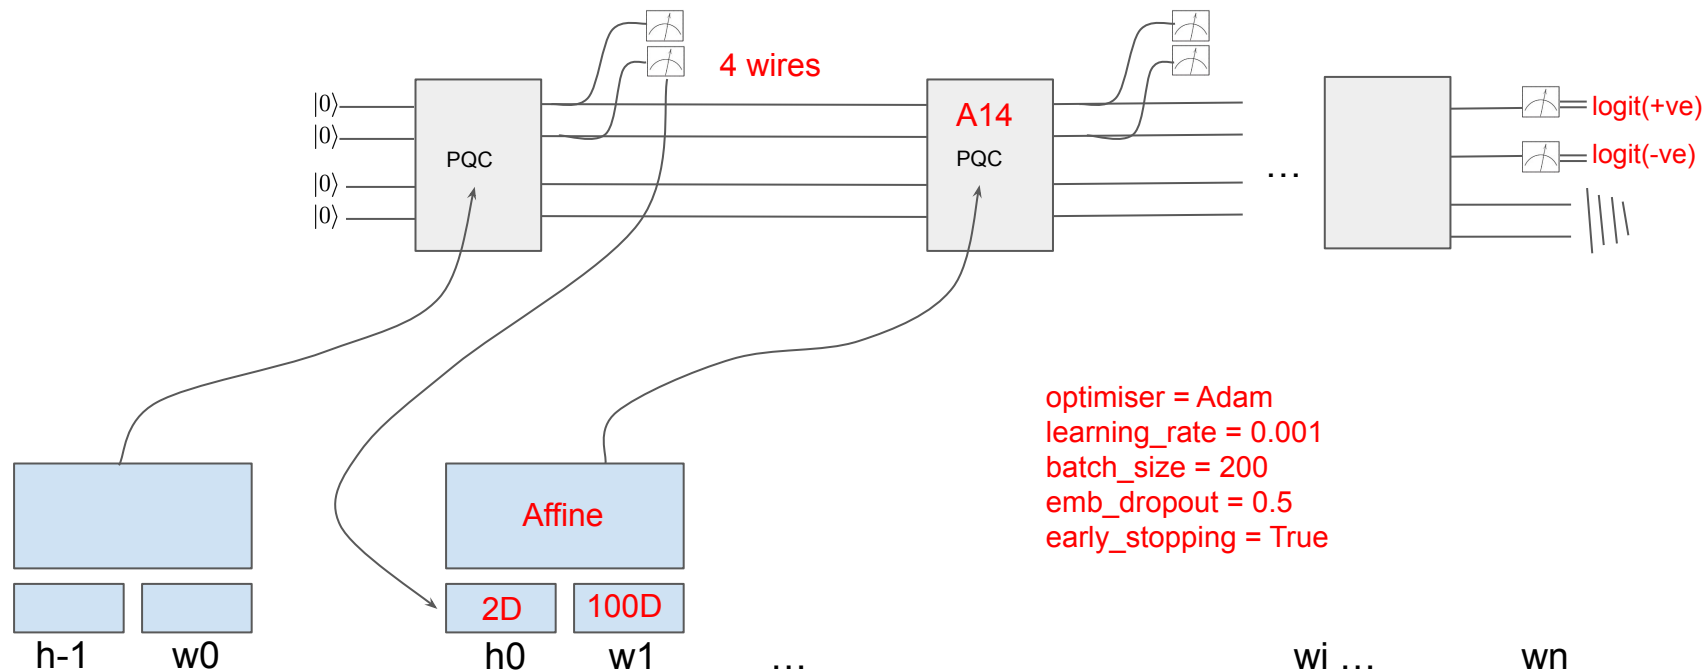 4 wires
|0⟩
|0⟩
|0⟩
|0⟩
PQC
A14
PQC
...
logit(+ve)
logit(-ve)
optimiser = Adam
learning_rate = 0.001
batch_size = 200
emb_dropout = 0.5
early_stopping = True
Affine
2D
100D
h-1
w0
h0
w1
...
wi ...
wn